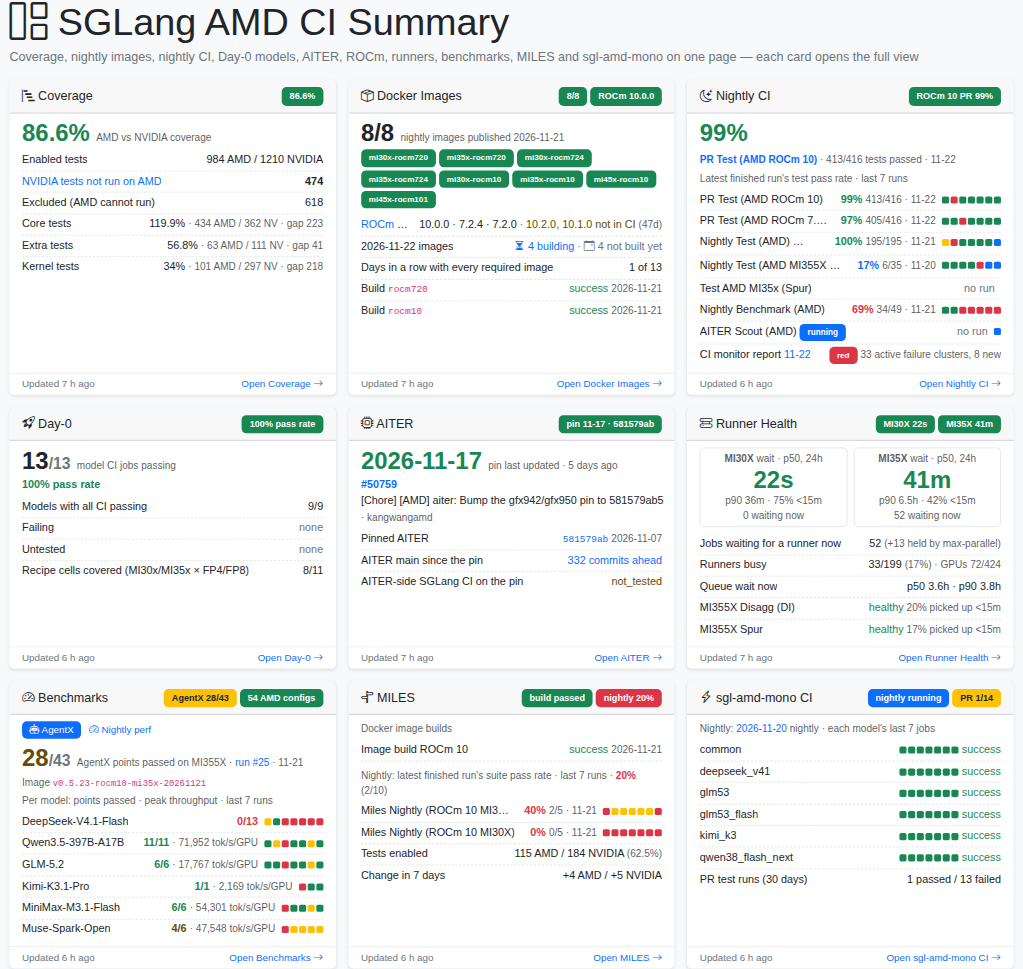 SGLang AMD CI Summary
Coverage, nightly images, nightly CI, Day-0 models, AITER, ROCm, runners, benchmarks, MILES and sgl-amd-mono on one page — each card opens the full view
Coverage 86.6%
86.6% AMD vs NVIDIA coverage
Enabled tests 984 AMD / 1210 NVIDIA
NVIDIA tests not run on AMD 474
Excluded (AMD cannot run) 618
Core tests 119.9% · 434 AMD / 362 NV · gap 223
Extra tests 56.8% · 63 AMD / 111 NV · gap 41
Kernel tests 34% · 101 AMD / 297 NV · gap 218
Updated 7 h ago Open Coverage →
Docker Images 8/8 ROCm 10.0.0
8/8 nightly images published 2026-11-21
mi30x-rocm720 mi35x-rocm720 mi30x-rocm724
mi35x-rocm724 mi30x-rocm10 mi35x-rocm10 mi45x-rocm10
mi45x-rocm101
ROCm ... 10.0.0 · 7.2.4 · 7.2.0 · 10.2.0, 10.1.0 not in CI (47d)
2026-11-22 images 4 building · 4 not built yet
Days in a row with every required image 1 of 13
Build rocm720 success 2026-11-21
Build rocm10 success 2026-11-21
Updated 7 h ago Open Docker Images →
Nightly CI ROCm 10 PR 99%
99%
PR Test (AMD ROCm 10) · 413/416 tests passed · 11-22
Latest finished run's test pass rate · last 7 runs
PR Test (AMD ROCm 10) 99% 413/416 · 11-22
PR Test (AMD ROCm 7.... 97% 405/416 · 11-22
Nightly Test (AMD) ... 100% 195/195 · 11-21
Nightly Test (AMD MI355X ... 17% 6/35 · 11-20
Test AMD MI35x (Spur) no run
Nightly Benchmark (AMD) 69% 34/49 · 11-21
AITER Scout (AMD) running no run
CI monitor report 11-22 red 33 active failure clusters, 8 new
Updated 6 h ago Open Nightly CI →
Day-0 100% pass rate
13/13 model CI jobs passing
100% pass rate
Models with all CI passing 9/9
Failing none
Untested none
Recipe cells covered (MI30x/MI35x × FP4/FP8) 8/11
Updated 6 h ago Open Day-0 →
AITER pin 11-17 · 581579ab
2026-11-17 pin last updated · 5 days ago
#50759
[Chore] [AMD] aiter: Bump the gfx942/gfx950 pin to 581579ab5
· kangwangamd
Pinned AITER 581579ab 2026-11-07
AITER main since the pin 332 commits ahead
AITER-side SGLang CI on the pin not_tested
Updated 7 h ago Open AITER →
Runner Health MI30X 22s MI35X 41m
MI30X wait · p50, 24h
22s
p90 36m · 75% <15m
0 waiting now
MI35X wait · p50, 24h
41m
p90 6.5h · 42% <15m
52 waiting now
Jobs waiting for a runner now 52 (+13 held by max-parallel)
Runners busy 33/199 (17%) · GPUs 72/424
Queue wait now p50 3.6h · p90 3.8h
MI355X Disagg (DI) healthy 20% picked up <15m
MI355X Spur healthy 17% picked up <15m
Updated 7 h ago Open Runner Health →
Benchmarks AgentX 28/43 54 AMD configs
AgentX Nightly perf
28/43 AgentX points passed on MI355X · run #25 · 11-21
Image v0.5.23-rocm10-mi35x-20261121
Per model: points passed · peak throughput · last 7 runs
DeepSeek-V4.1-Flash 0/13
Qwen3.5-397B-A17B 11/11 · 71,952 tok/s/GPU
GLM-5.2 6/6 · 17,767 tok/s/GPU
Kimi-K3.1-Pro 1/1 · 2,169 tok/s/GPU
MiniMax-M3.1-Flash 6/6 · 54,301 tok/s/GPU
Muse-Spark-Open 4/6 · 47,548 tok/s/GPU
Updated 6 h ago Open Benchmarks →
MILES build passed nightly 20%
Docker image builds
Image build ROCm 10 success 2026-11-21
Nightly: latest finished run's suite pass rate · last 7 runs · 20%
(2/10)
Miles Nightly (ROCm 10 MI3... 40% 2/5 · 11-21
Miles Nightly (ROCm 10 MI30X) 0% 0/5 · 11-21
Tests enabled 115 AMD / 184 NVIDIA (62.5%)
Change in 7 days +4 AMD / +5 NVIDIA
Updated 6 h ago Open MILES →
sgl-amd-mono CI nightly running PR 1/14
Nightly: 2026-11-20 nightly · each model's last 7 jobs
common success
deepseek_v41 success
glm53 success
glm53_flash success
kimi_k3 success
qwen38_flash_next success
PR test runs (30 days) 1 passed / 13 failed
Updated 6 h ago Open sgl-amd-mono CI →